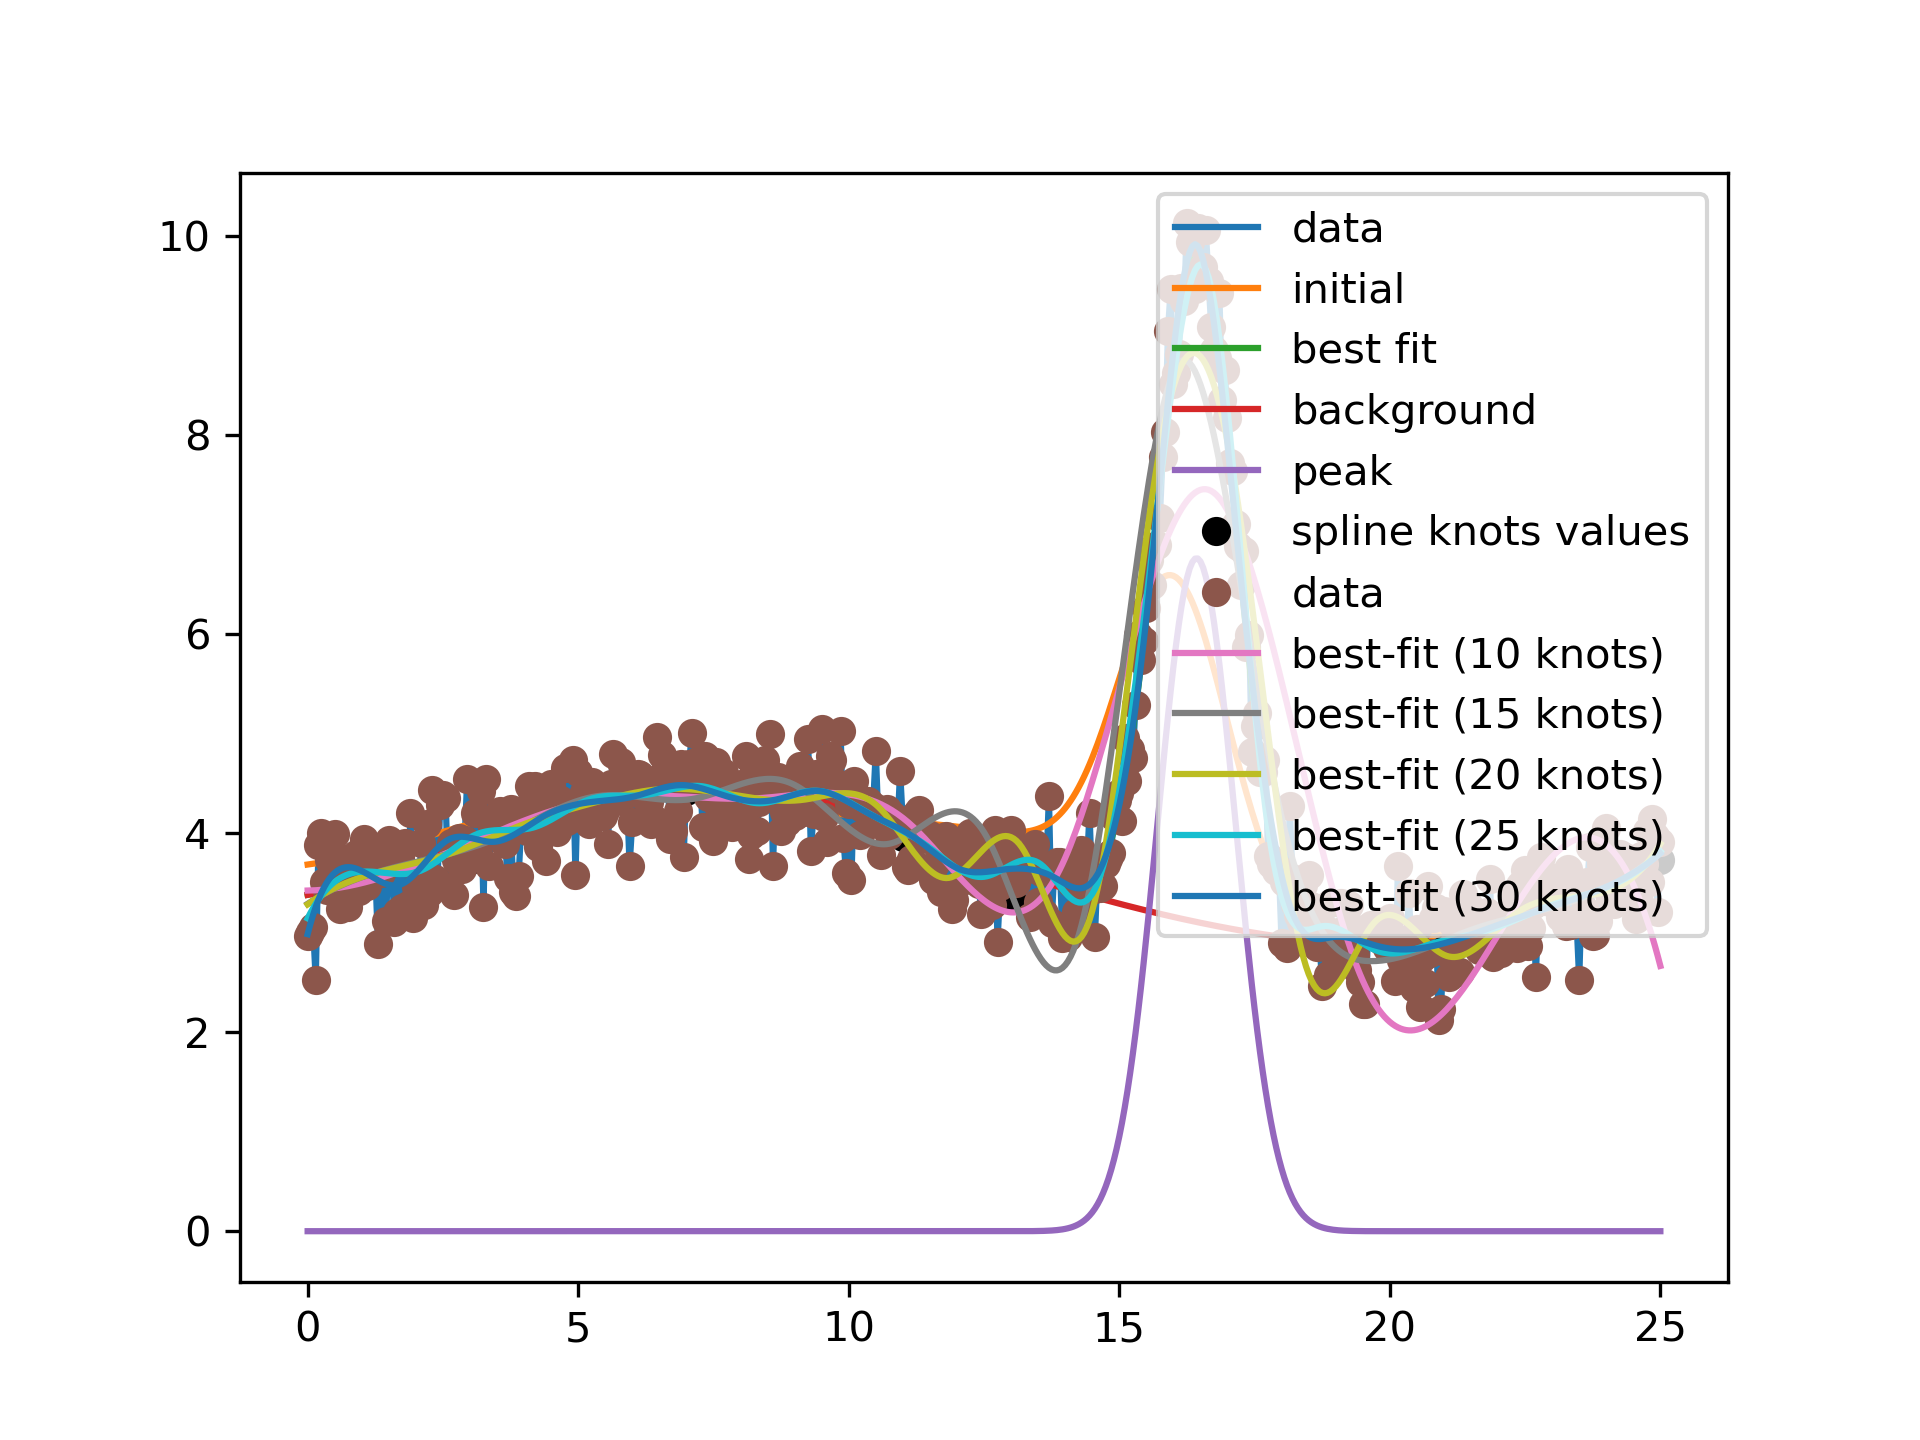 10
8
6
4
2
0
0 5 10 15 20 25
data
initial
best fit
background
peak
spline knots values
data
best-fit (10 knots)
best-fit (15 knots)
best-fit (20 knots)
best-fit (25 knots)
best-fit (30 knots)